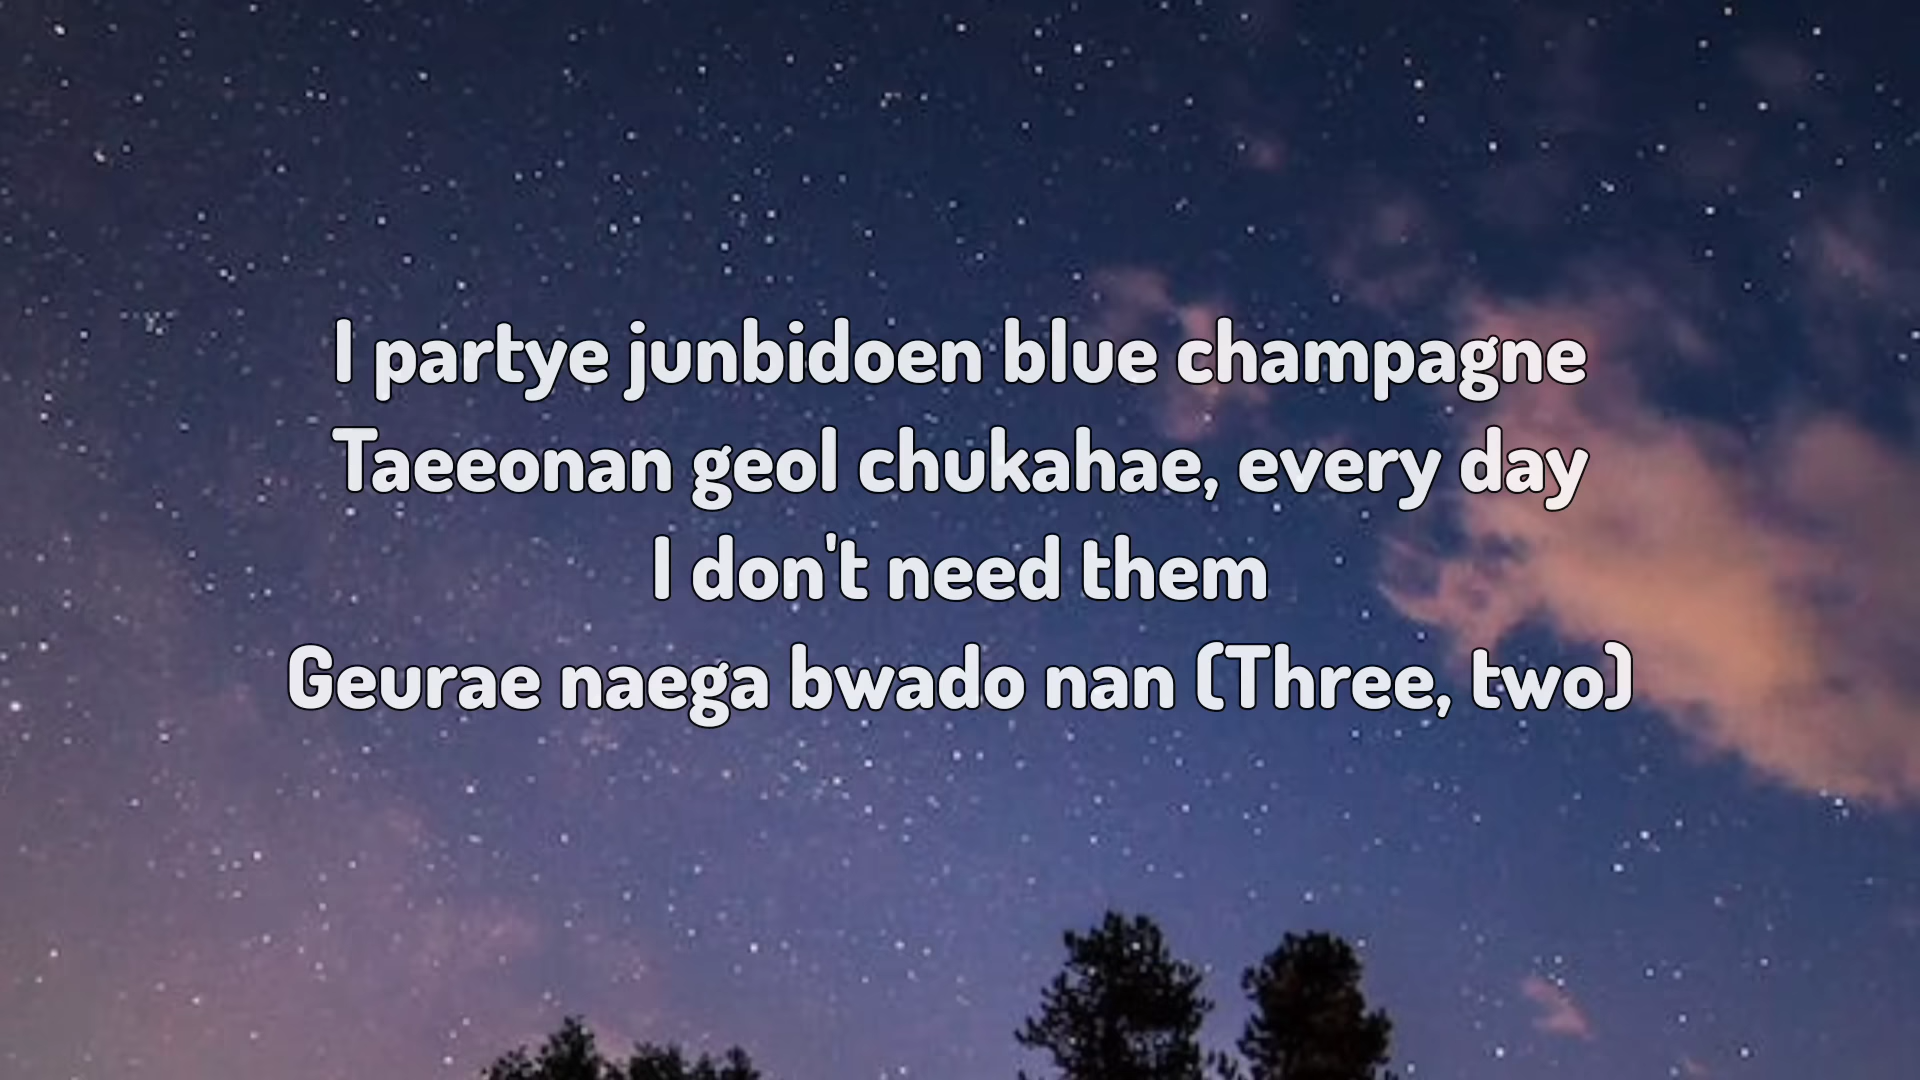 I partye junbidoen blue champagne
Taeeonan geol chukahae, every day
I don't need them
Geurae naega bwado nan (Three, two)